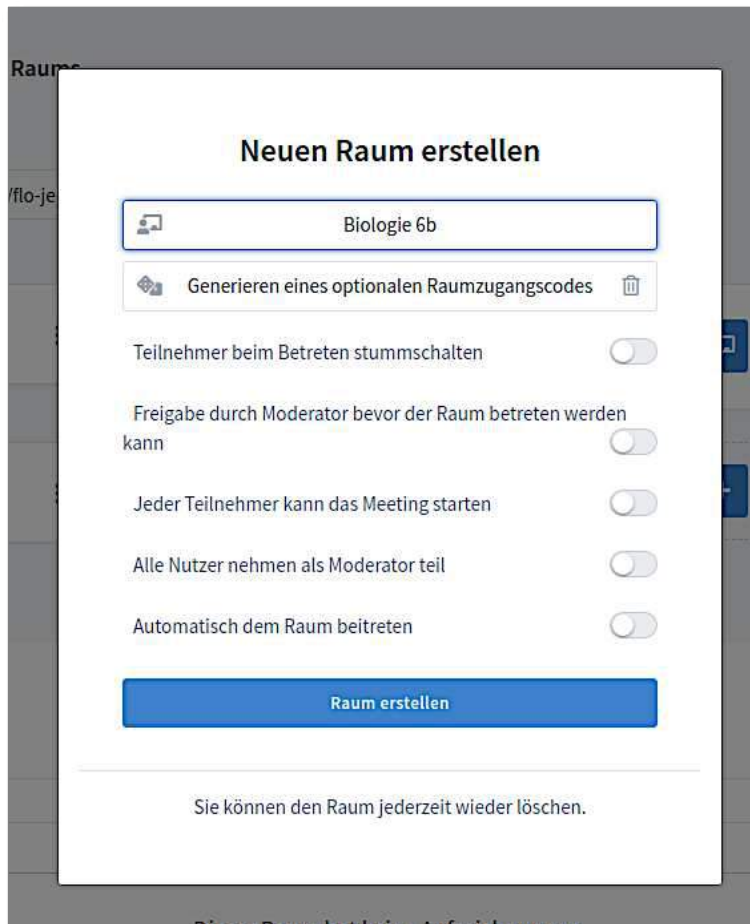 Raums
/flo-je
Neuen Raum erstellen
Biologie 6b
Generieren eines optionalen Raumzugangscodes
Teilnehmer beim Betreten stummschalten
Freigabe durch Moderator bevor der Raum betreten werden
kann
Jeder Teilnehmer kann das Meeting starten
Alle Nutzer nehmen als Moderator teil
Automatisch dem Raum beitreten
Raum erstellen
Sie können den Raum jederzeit wieder löschen.